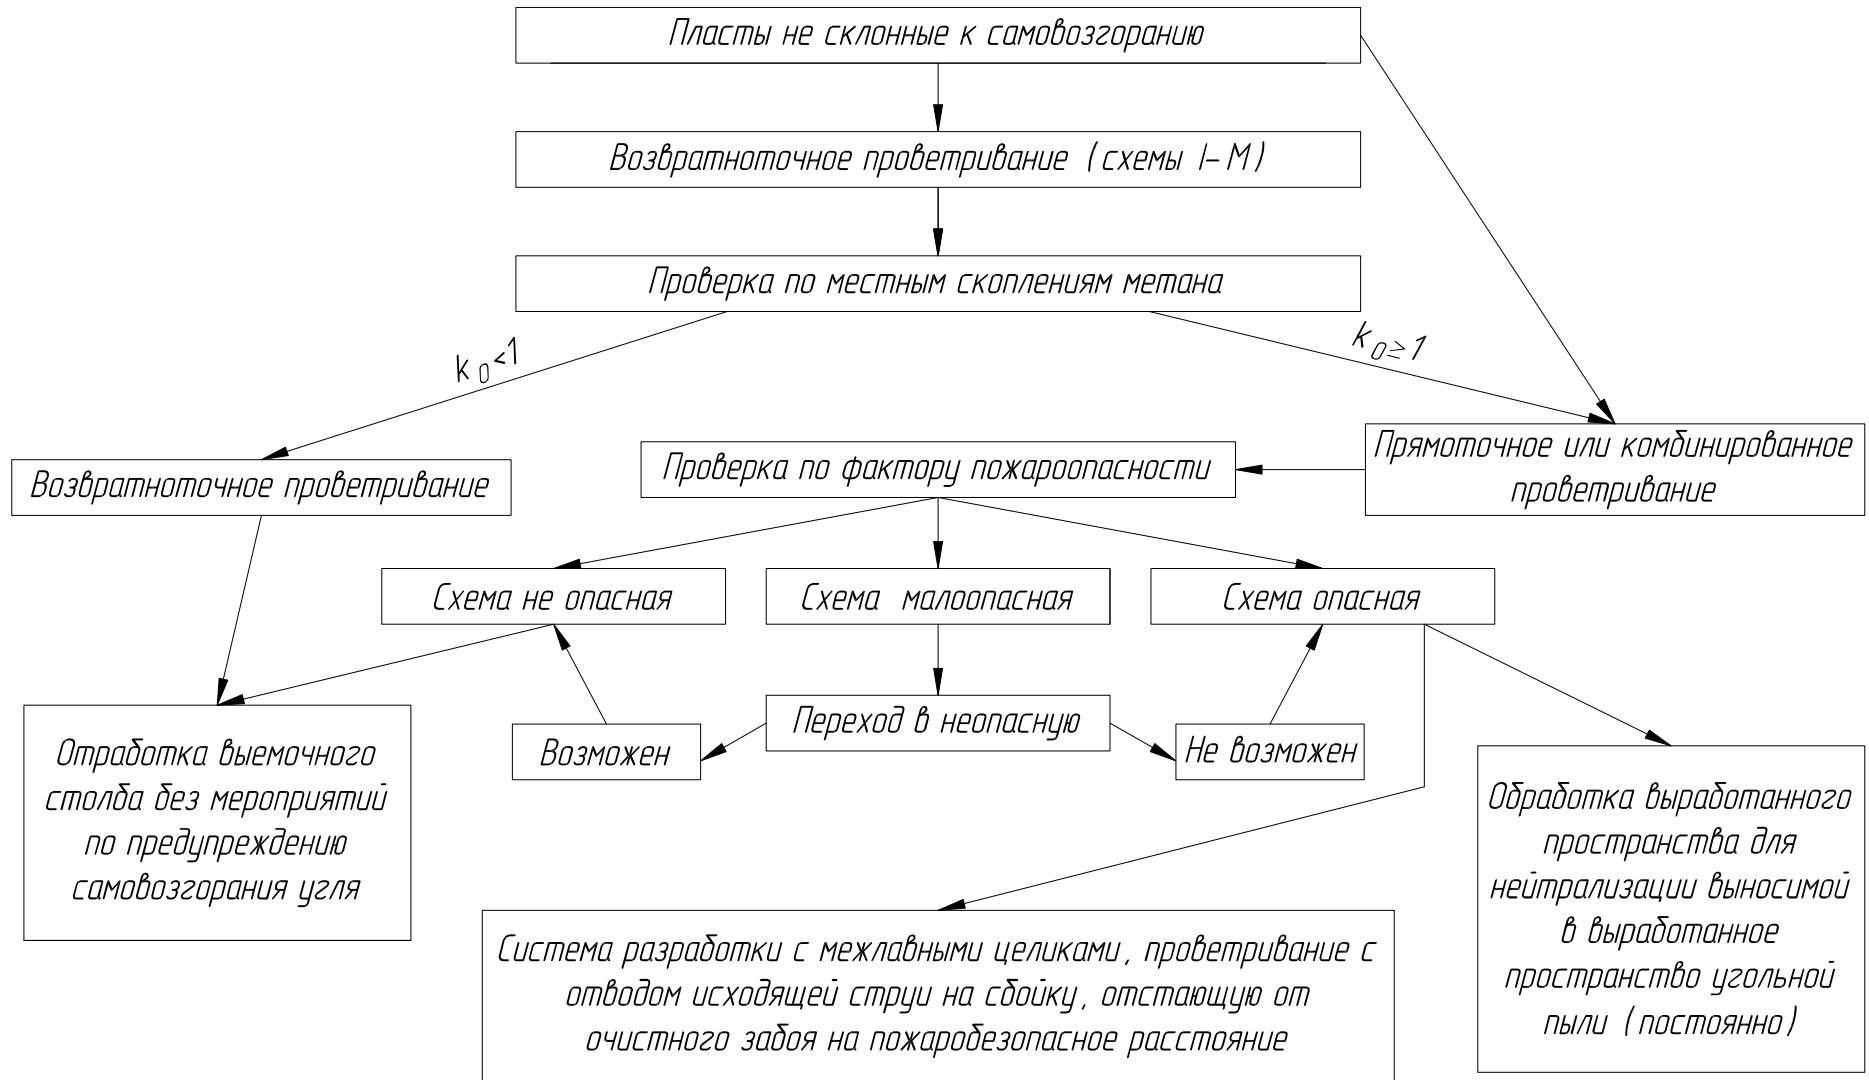 Пласты не склонные к самовозгоранию
Возвратноточное проветривание (схемы I-М)
Проверка по местным скоплениям метана
k₀<1
k₀≥1
Прямоточное или комбинированное
проветривание
Проверка по фактору пожароопасности
Возвратноточное проветривание
Схема не опасная
Схема малоопасная
Схема опасная
Переход в неопасную
Возможен
Не возможен
Отработка выемочного
столба без мероприятий
по предупреждению
самовозгорания угля
Обработка выработанного
пространства для
нейтрализации выносимой
в выработанное
пространство угольной
пыли (постоянно)
Система разработки с межлавными целиками, проветривание с
отводом исходящей струи на сбойку, отстающую от
очистного забоя на пожаробезопасное расстояние